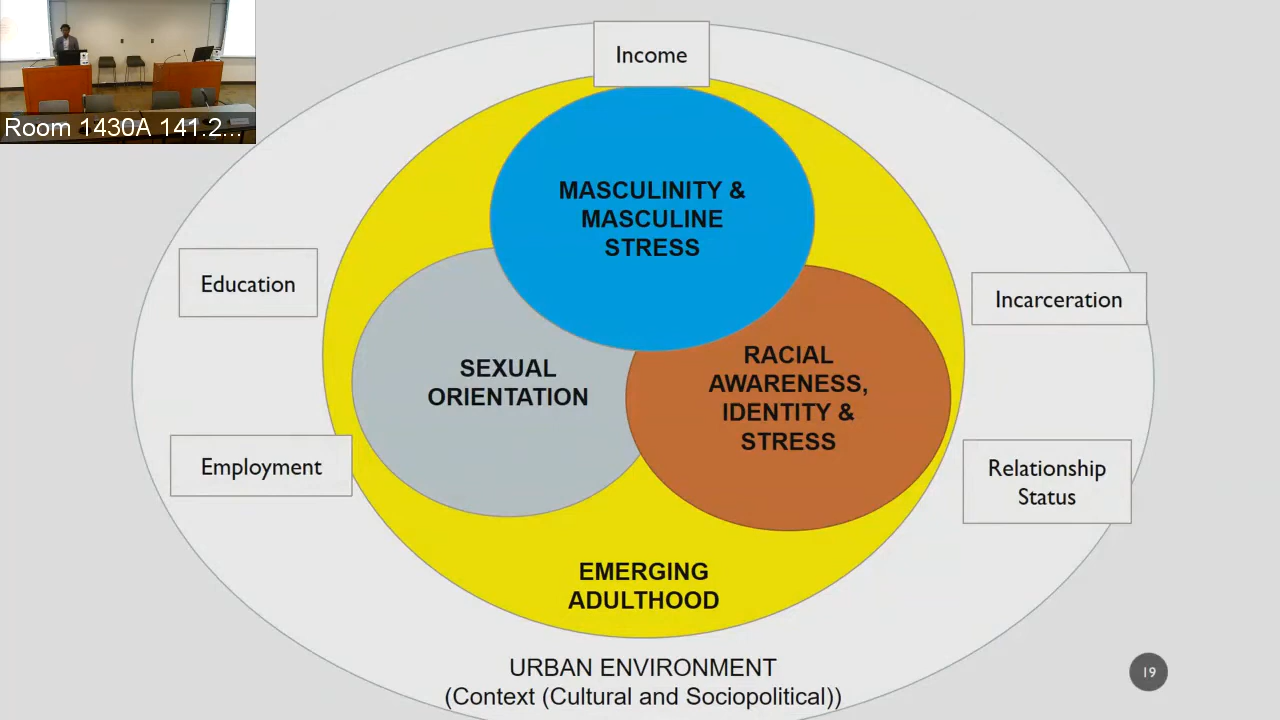 Room 1430A 141.2...
Income
MASCULINITY &
MASCULINE
STRESS
Education
Incarceration
SEXUAL
ORIENTATION
RACIAL
AWARENESS,
IDENTITY &
STRESS
Employment
Relationship
Status
EMERGING
ADULTHOOD
URBAN ENVIRONMENT
(Context (Cultural and Sociopolitical))
19